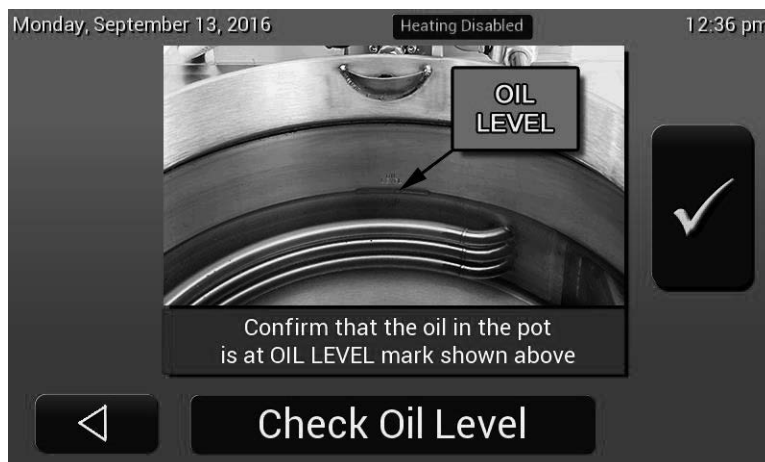 Monday, September 13, 2016
Heating Disabled
12:36 pm
OIL
LEVEL
Confirm that the oil in the pot
is at OIL LEVEL mark shown above
Check Oil Level